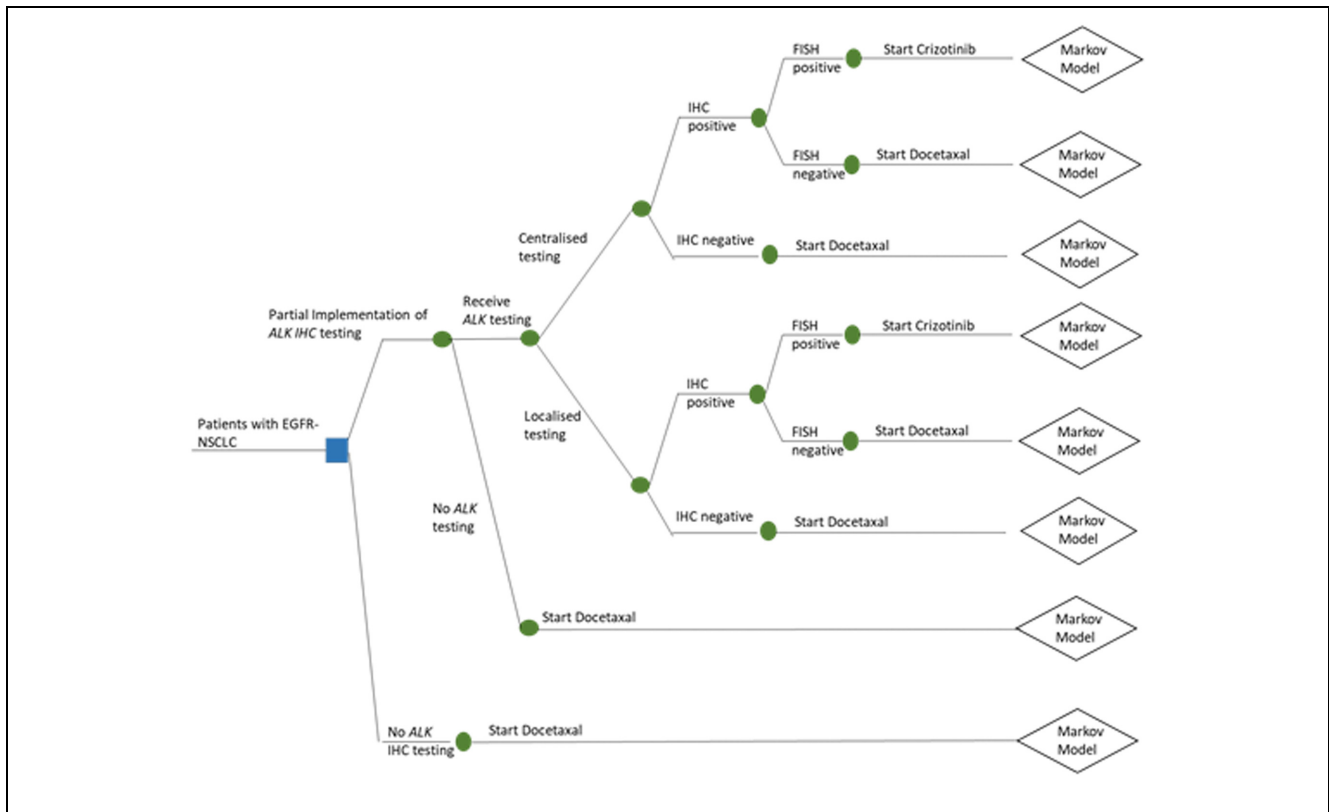 FISH
positive
Start Crizotinib
Markov
Model
IHC
positive
FISH
negative
Start Docetaxal
Markov
Model
Centralised
testing
IHC negative
Start Docetaxal
Markov
Model
Partial Implementation of
ALK IHC testing
Receive
ALK testing
FISH
positive
Start Crizotinib
Markov
Model
IHC
positive
Localised
testing
FISH
negative
Start Docetaxal
Markov
Model
Patients with EGFR-
NSCLC
IHC negative
Start Docetaxal
Markov
Model
No ALK
testing
Start Docetaxal
Markov
Model
No ALK
IHC testing
Start Docetaxal
Markov
Model